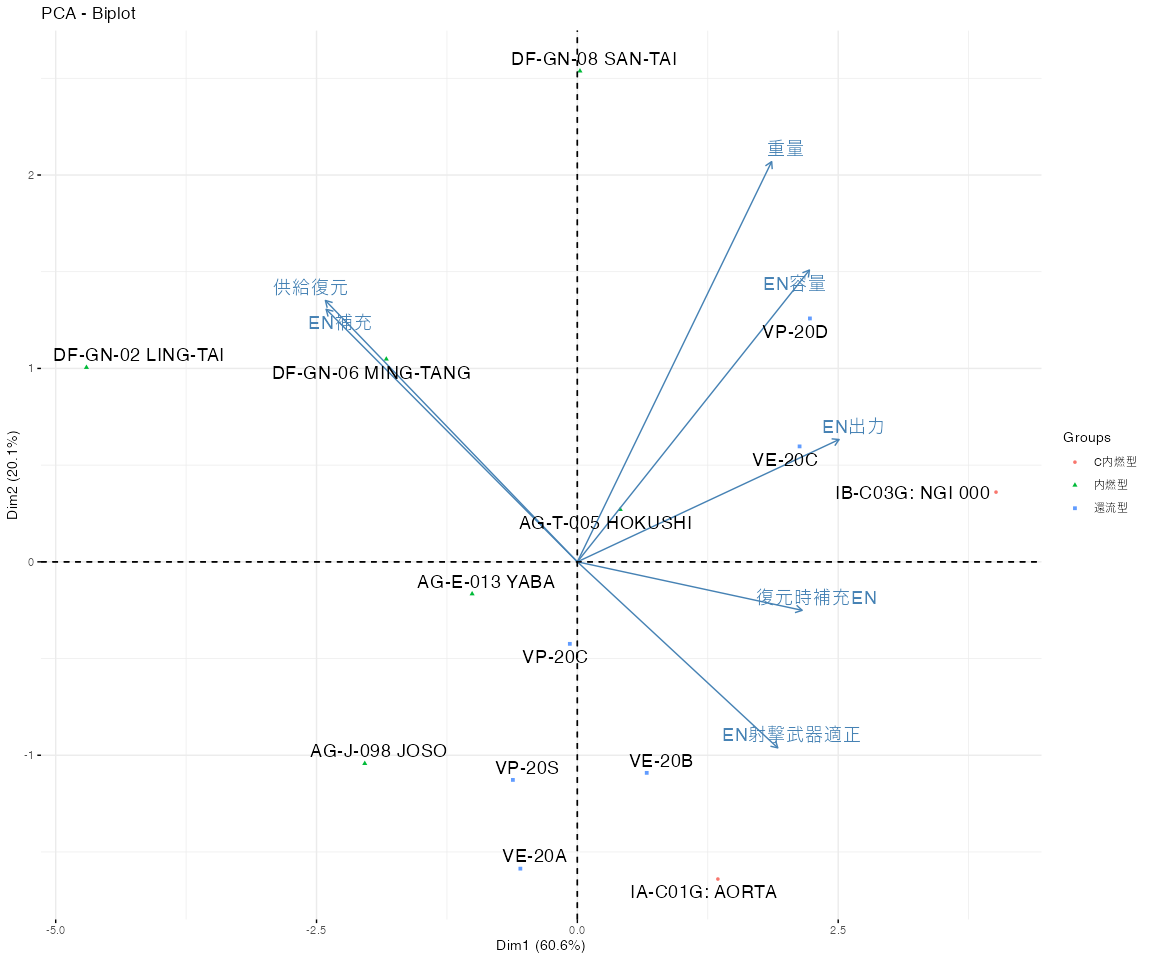 PCA - Biplot
DF-GN-08 SAN-TAI
重量
2
供給復元
EN容量
EN補充
VP-20D
DF-GN-02 LING-TAI
1
DF-GN-06 MING-TANG
EN出力
Groups
VE-20C
C内燃型
Dim2 (20.1%)
内燃型
IB-C03G: NGI 000
還流型
AG-T-005 HOKUSHI
0
AG-E-013 YABA
復元時補充EN
VP-20C
EN射撃武器適正
AG-J-098 JOSO
-1
VE-20B
VP-20S
VE-20A
IA-C01G: AORTA
-5.0
-2.5
0.0
2.5
Dim1 (60.6%)